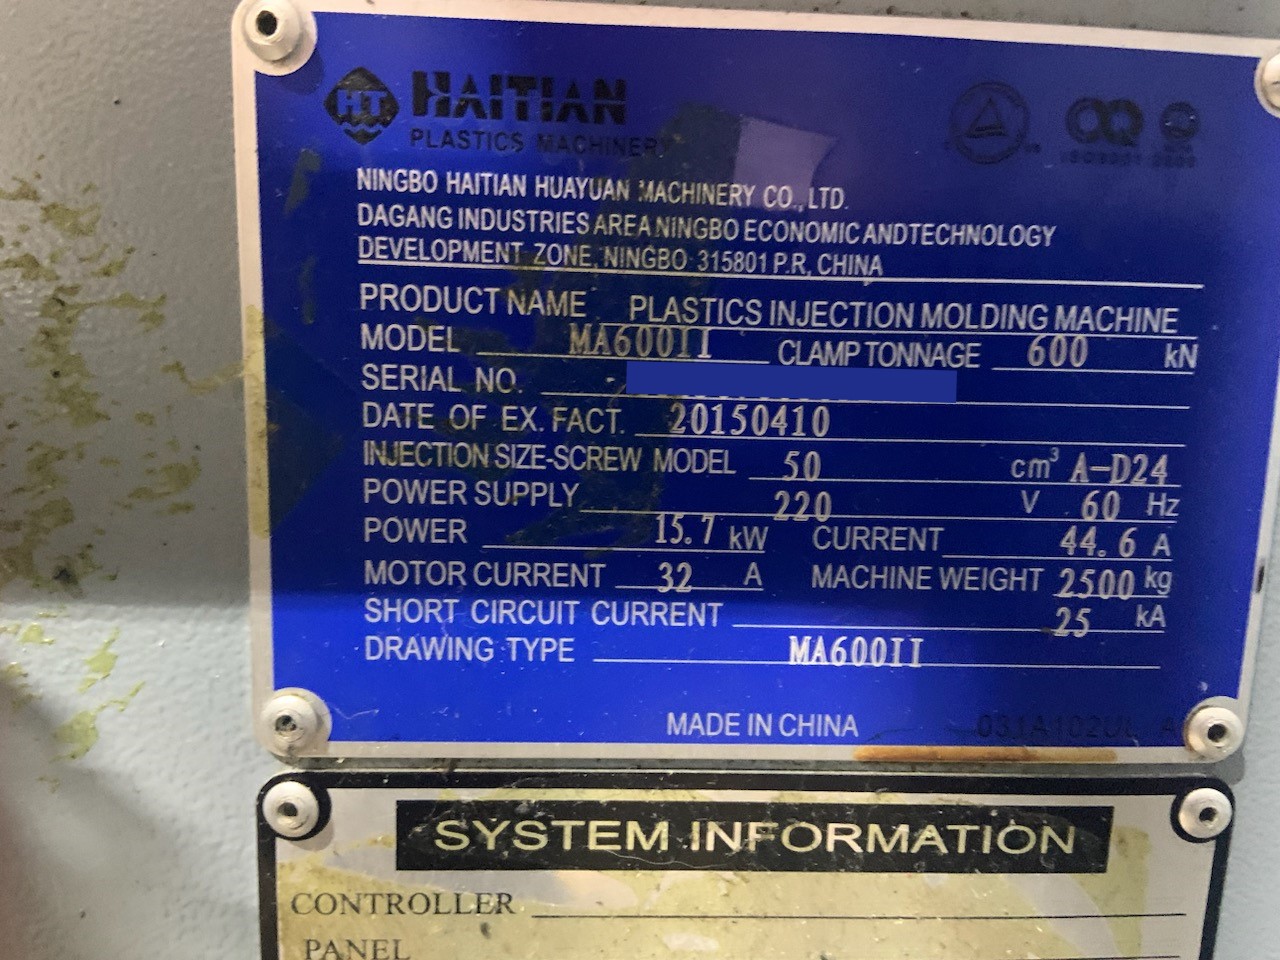 HT HAITIAN
PLASTICS MACHINERY
NINGBO HAITIAN HUAYUAN MACHINERY CO., LTD.
DAGANG INDUSTRIES AREA NINGBO ECONOMIC ANDTECHNOLOGY
DEVELOPMENT ZONE, NINGBO 315801 P.R, CHINA
PRODUCT NAME PLASTICS INJECTION MOLDING MACHINE
MODEL MA600II CLAMP TONNAGE 600 kN
SERIAL NO.
DATE OF EX. FACT. 20150410
INJECTION SIZE-SCREW MODEL 50 cm³ A-D24
POWER SUPPLY 220 V 60 Hz
POWER 15.7 kW CURRENT 44.6 A
MOTOR CURRENT 32 A MACHINE WEIGHT 2500 kg
SHORT CIRCUIT CURRENT 25 kA
DRAWING TYPE MA600II
MADE IN CHINA 031A102UL A
SYSTEM INFORMATION
CONTROLLER
PANEL